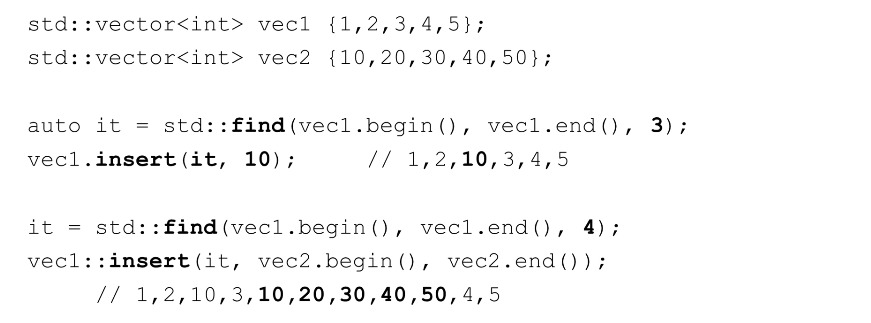 std::vector<int> vec1 {1,2,3,4,5};
std::vector<int> vec2 {10,20,30,40,50};
auto it = std::find(vec1.begin(), vec1.end(), 3);
vec1.insert(it, 10);     // 1,2,10,3,4,5
it = std::find(vec1.begin(), vec1.end(), 4);
vec1::insert(it, vec2.begin(), vec2.end());
// 1,2,10,3,10,20,30,40,50,4,5